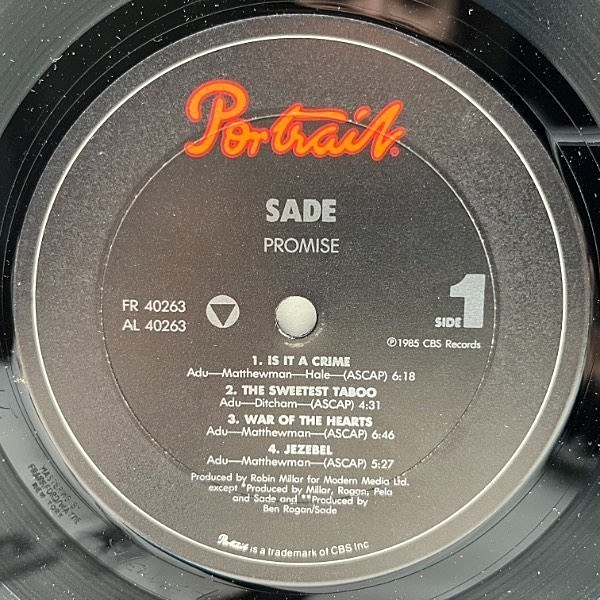 Portrait.
SADE
PROMISE
FR 40263
AL 40263
SIDE 1
℗1985 CBS Records
1. IS IT A CRIME
Adu—Matthewman—Hale—(ASCAP) 6:18
2. THE SWEETEST TABOO
Adu—Ditcham—(ASCAP) 4:31
3. WAR OF THE HEARTS
Adu—Matthewman—(ASCAP) 6:46
4. JEZEBEL
Adu—Matthewman—(ASCAP) 5:27
Produced by Robin Millar for Modern Media Ltd.
except *Produced by Millar, Rogan, Pela
and Sade and **Produced by
Ben Rogan/Sade
Portrait is a trademark of CBS Inc
NEW YORK